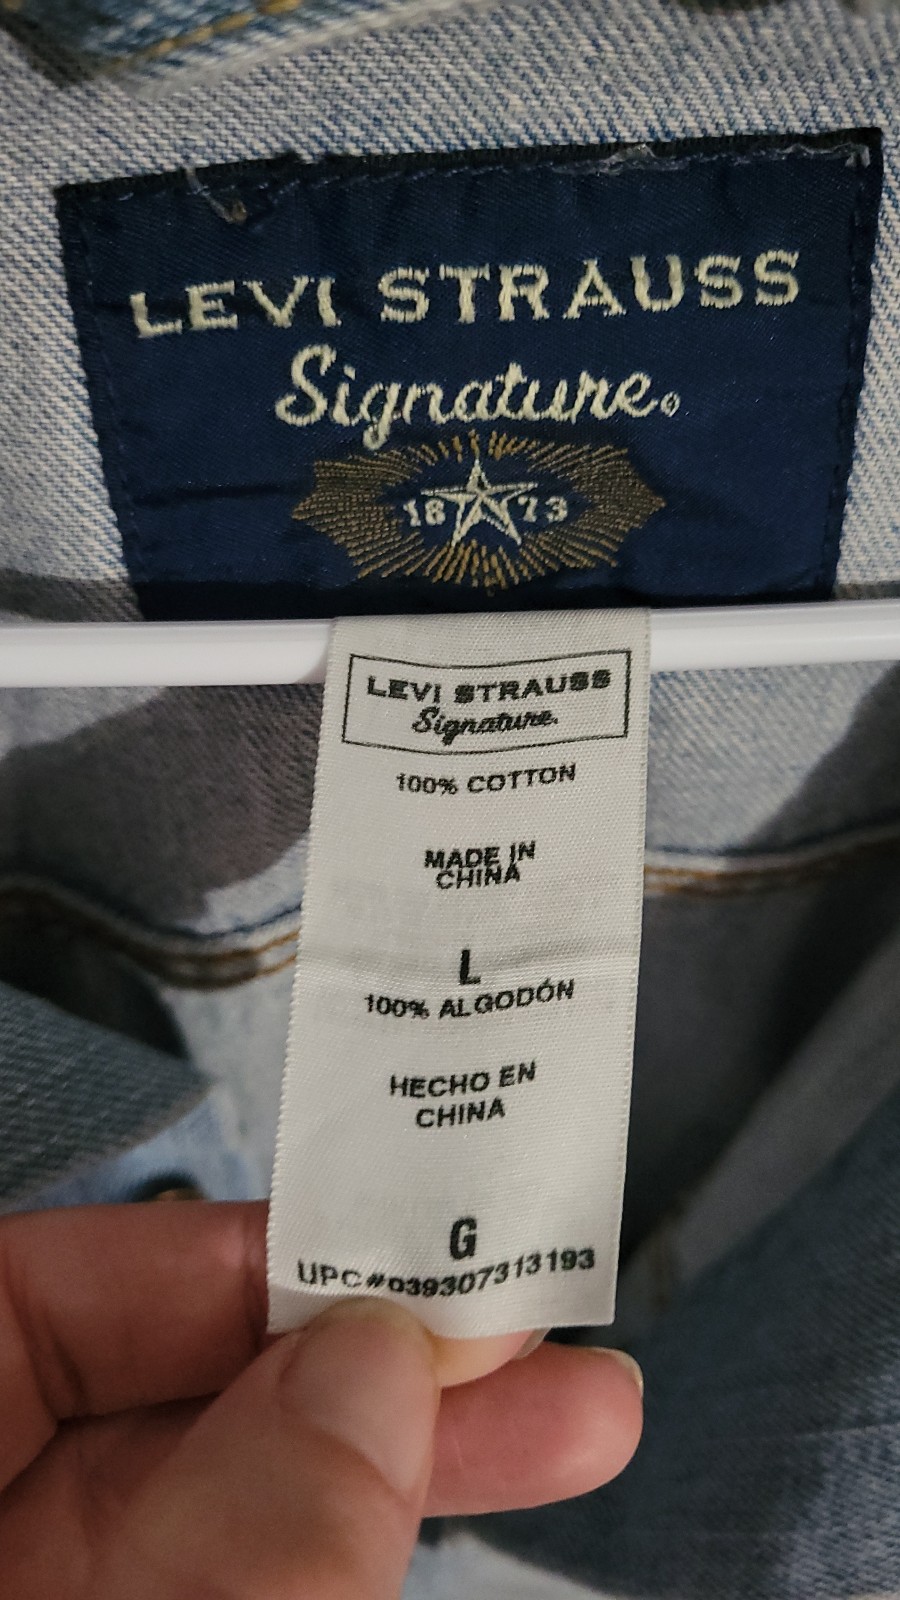 LEVI STRAUSS
Signature®
18 73
LEVI STRAUSS
Signature.
100% COTTON
MADE IN
CHINA
L
100% ALGODÓN
HECHO EN
CHINA
G
UPC#039307313193